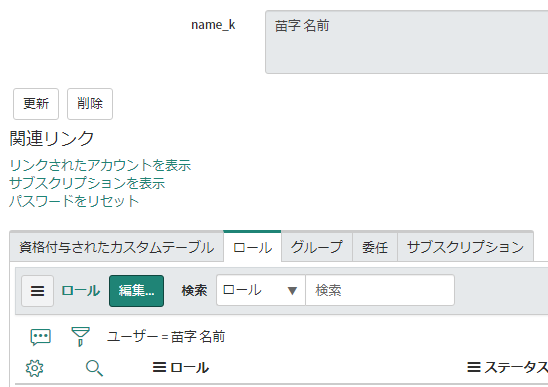 name_k 苗字 名前
更新 削除
関連リンク
リンクされたアカウントを表示
サブスクリプションを表示
パスワードをリセット
資格付与されたカスタムテーブル ロール グループ 委任 サブスクリプション
ロール 編集... 検索 ロール 検索
ユーザー = 苗字 名前
ロール ステータス